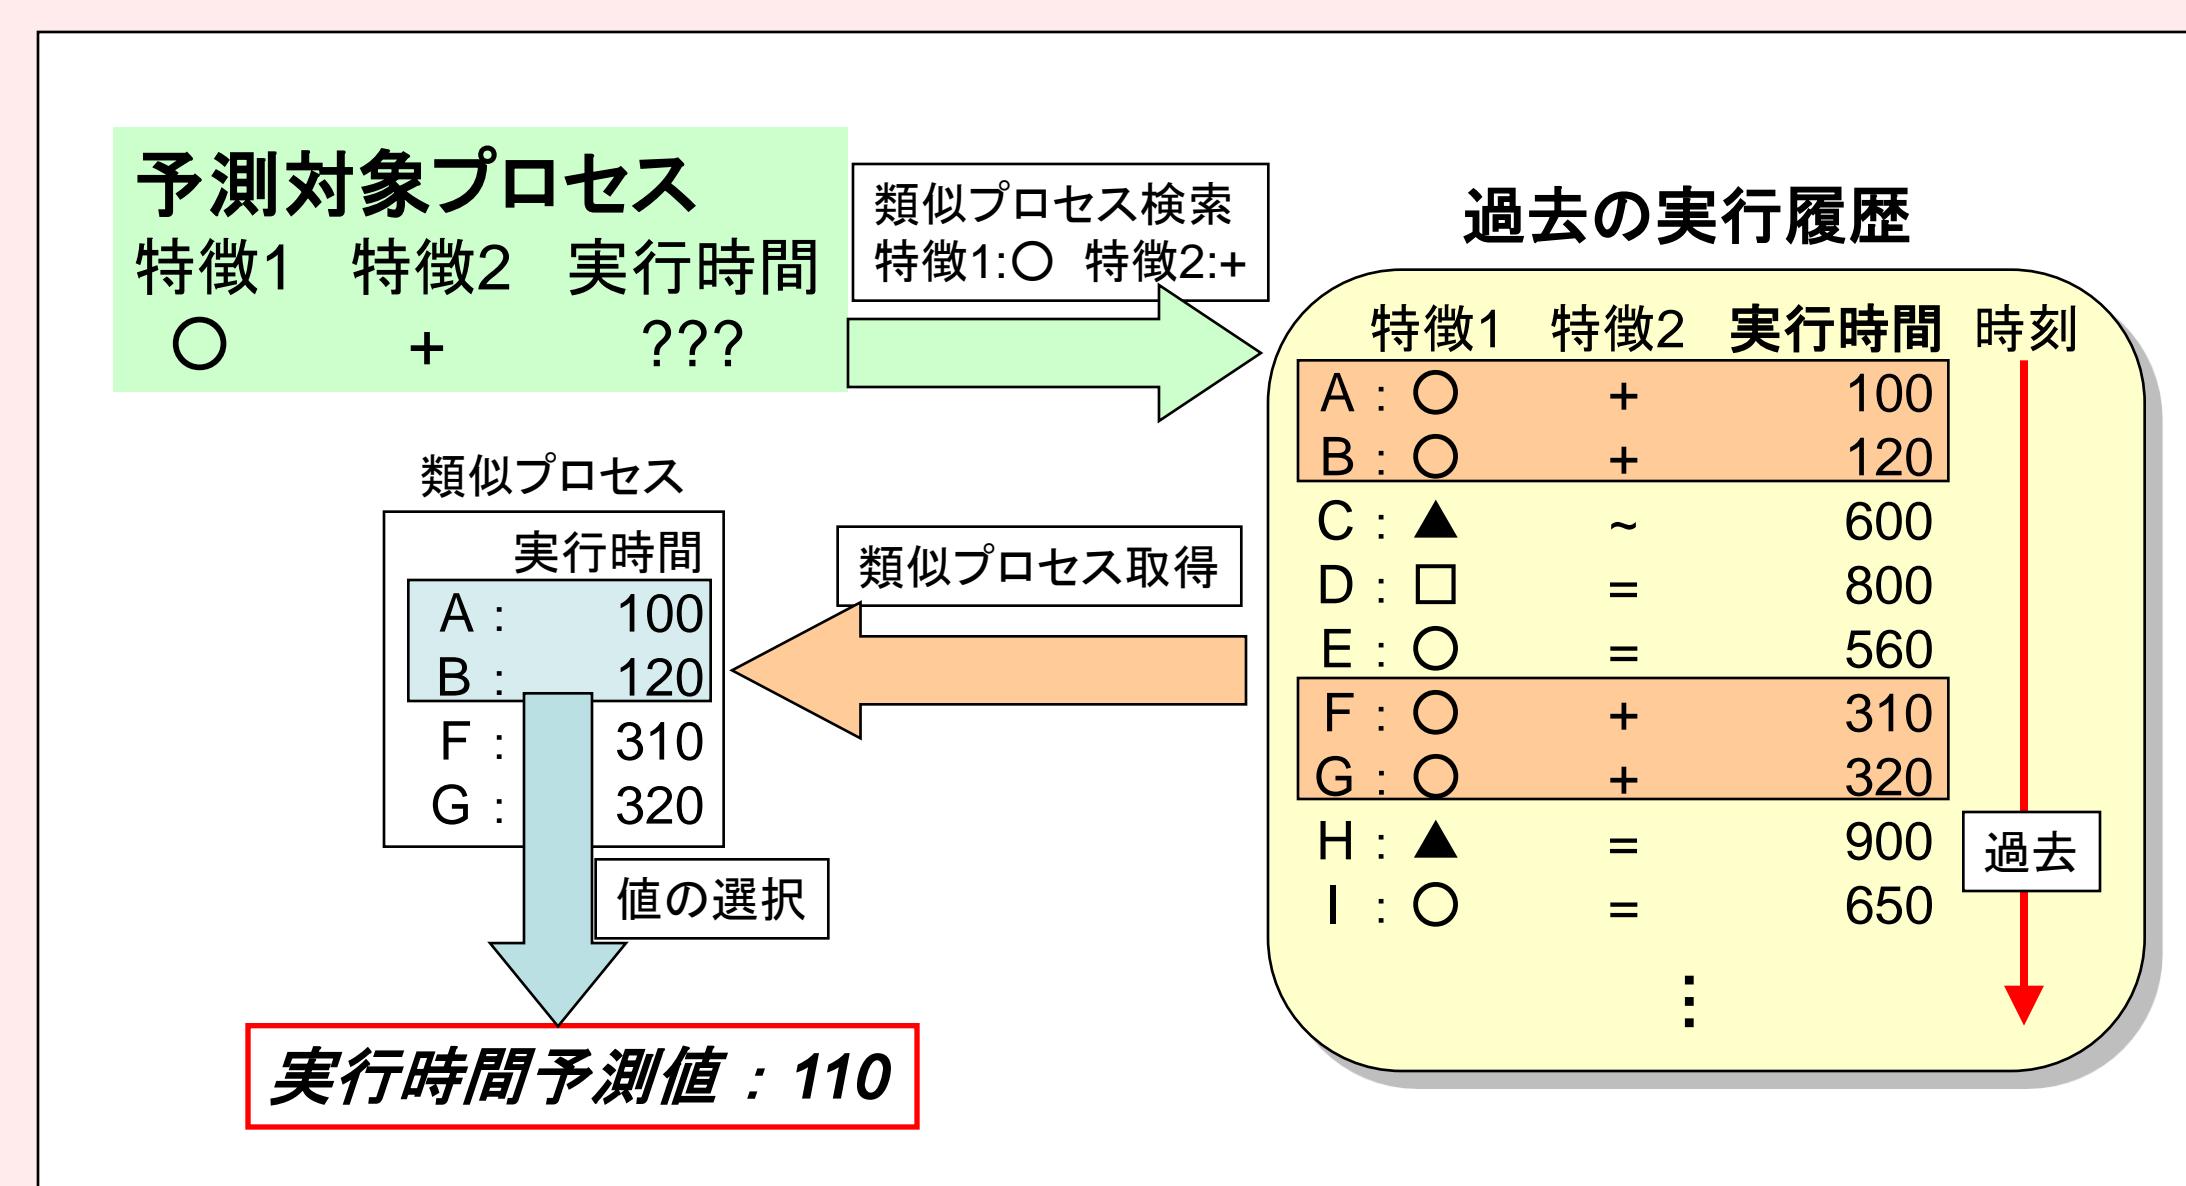 予測対象プロセス
特徴1 特徴2 実行時間
○ + ???
類似プロセス検索
特徴1:○ 特徴2:+
過去の実行履歴
特徴1 特徴2 実行時間 時刻
A : ○ + 100
B : ○ + 120
C : ▲ ~ 600
D : □ = 800
E : ○ = 560
F : ○ + 310
G : ○ + 320
H : ▲ = 900
I : ○ = 650
⋮
過去
類似プロセス取得
類似プロセス
実行時間
A : 100
B : 120
F : 310
G : 320
値の選択
実行時間予測値 : 110